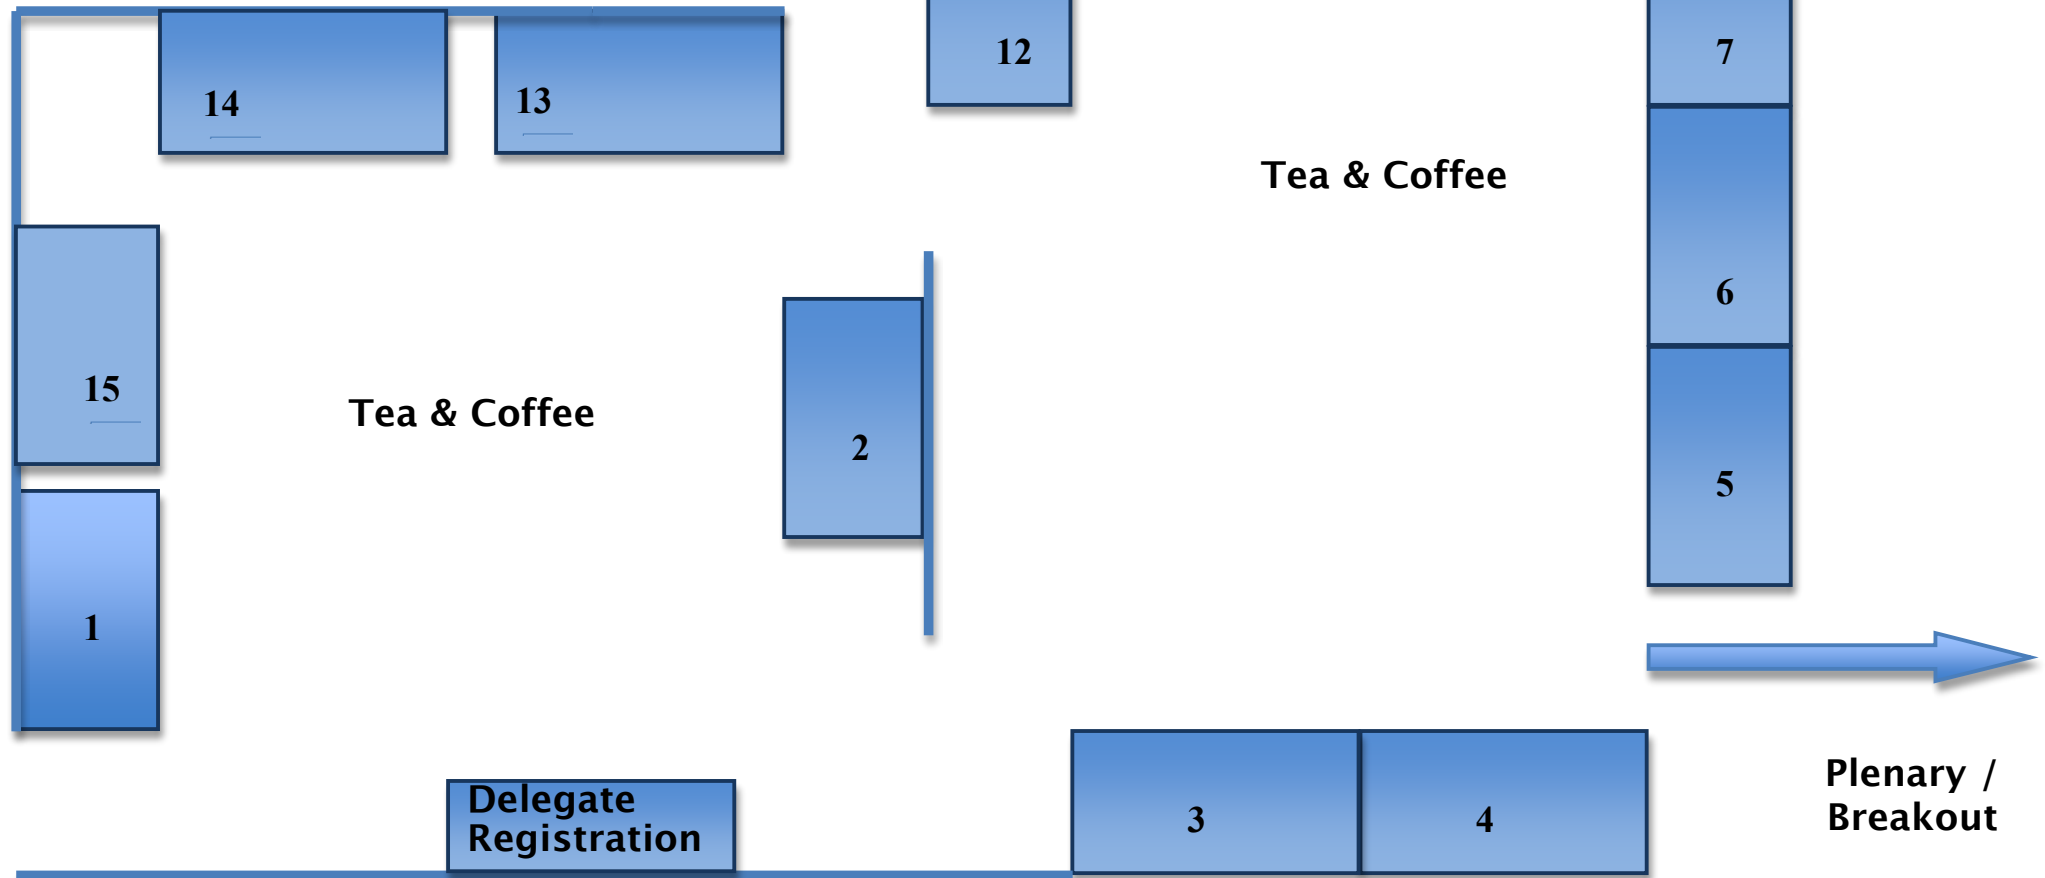 12
7
14
13
Tea & Coffee
6
15
Tea & Coffee
2
5
1
Plenary /
Breakout
Delegate
Registration
3
4